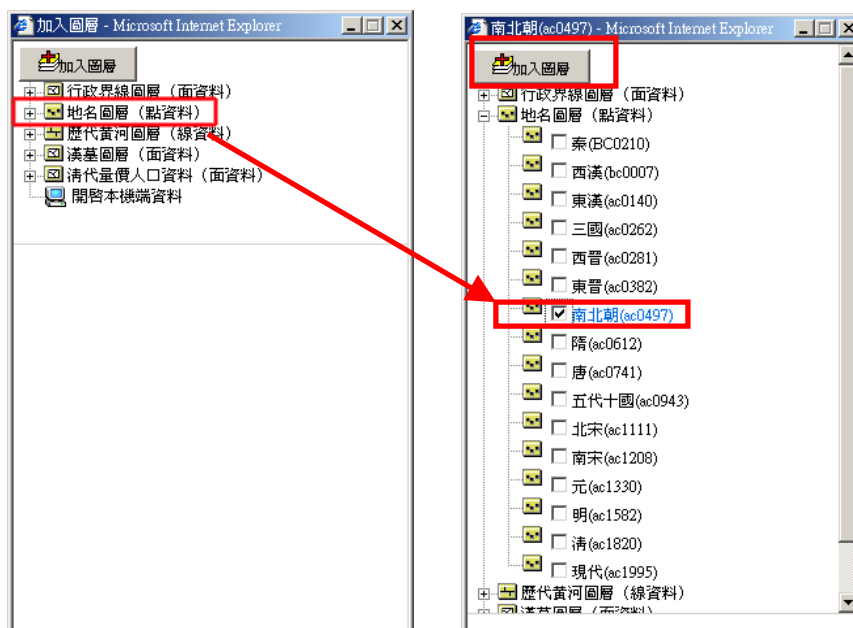 加入圖層 - Microsoft Internet Explorer
加入圖層
行政界線圖層（面資料）
地名圖層（點資料）
歷代黃河圖層（線資料）
漢墓圖層（面資料）
清代量價人口資料（面資料）
開啓本機端資料
南北朝(ac0497) - Microsoft Internet Explorer
加入圖層
行政界線圖層（面資料）
地名圖層（點資料）
秦(BC0210)
西漢(bc0007)
東漢(ac0140)
三國(ac0262)
西晉(ac0281)
東晉(ac0382)
南北朝(ac0497)
隋(ac0612)
唐(ac0741)
五代十國(ac0943)
北宋(ac1111)
南宋(ac1208)
元(ac1330)
明(ac1582)
清(ac1820)
現代(ac1995)
歷代黃河圖層（線資料）
漢墓圖層（面資料）